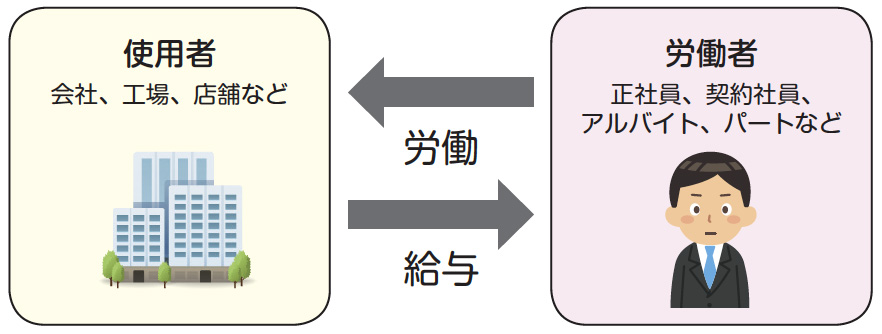 使用者
会社、工場、店舗など
労働
給与
労働者
正社員、契約社員、
アルバイト、パートなど